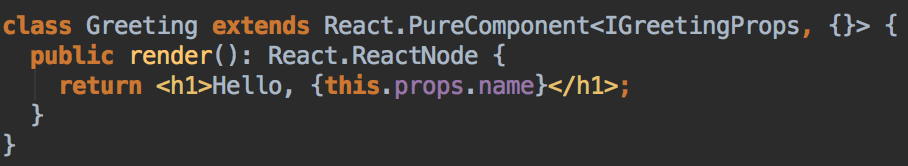 class Greeting extends React.PureComponent<IGreetingProps, {}> {
  public render(): React.ReactNode {
    return <h1>Hello, {this.props.name}</h1>;
  }
}